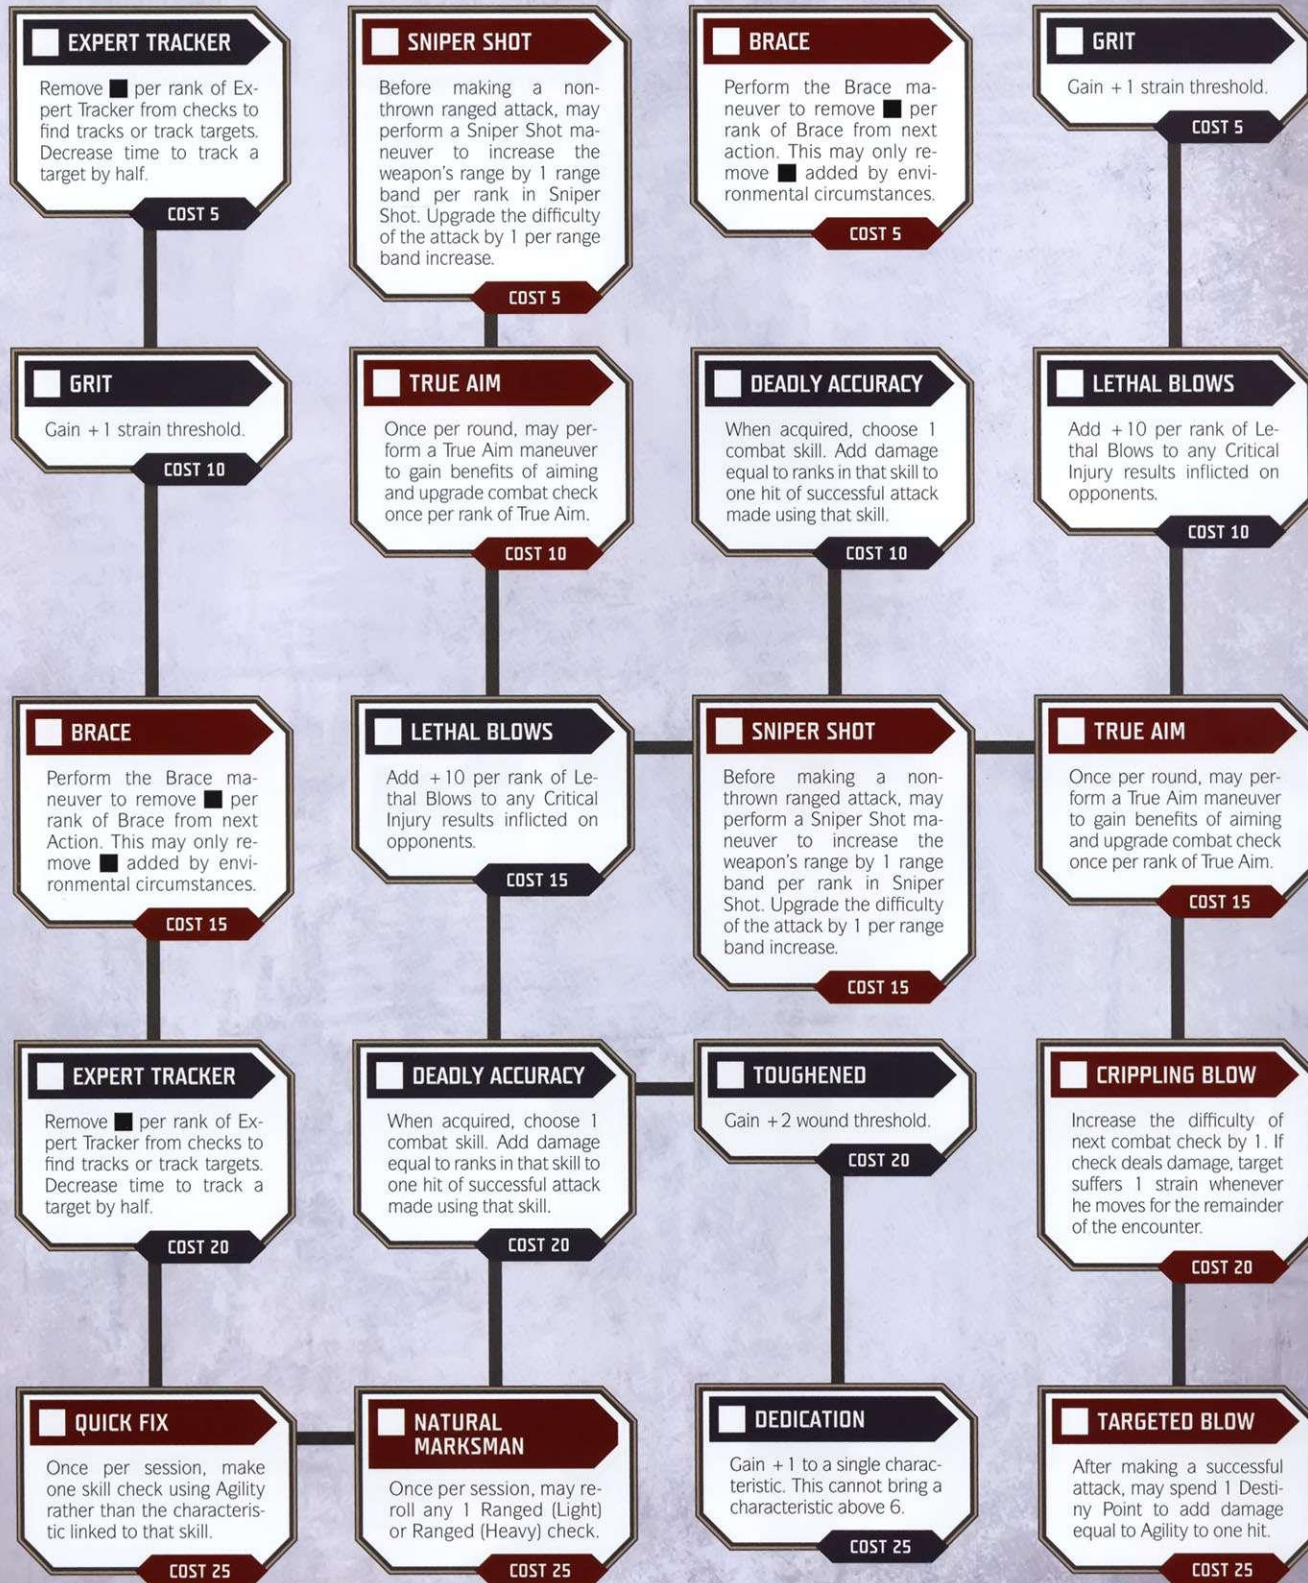 EXPERT TRACKER
Remove ■ per rank of Ex-
pert Tracker from checks to
find tracks or track targets.
Decrease time to track a
target by half.
COST 5
SNIPER SHOT
Before making a non-
thrown ranged attack, may
perform a Sniper Shot ma-
neuver to increase the
weapon's range by 1 range
band per rank in Sniper
Shot. Upgrade the difficulty
of the attack by 1 per range
band increase.
COST 5
BRACE
Perform the Brace ma-
neuver to remove ■ per
rank of Brace from next
action. This may only re-
move ■ added by envi-
ronmental circumstances.
COST 5
GRIT
Gain +1 strain threshold.
COST 5
GRIT
Gain +1 strain threshold.
COST 10
TRUE AIM
Once per round, may per-
form a True Aim maneuver
to gain benefits of aiming
and upgrade combat check
once per rank of True Aim.
COST 10
DEADLY ACCURACY
When acquired, choose 1
combat skill. Add damage
equal to ranks in that skill to
one hit of successful attack
made using that skill.
COST 10
LETHAL BLOWS
Add +10 per rank of Le-
thal Blows to any Critical
Injury results inflicted on
opponents.
COST 10
BRACE
Perform the Brace ma-
neuver to remove ■ per
rank of Brace from next
Action. This may only re-
move ■ added by envi-
ronmental circumstances.
COST 15
LETHAL BLOWS
Add +10 per rank of Le-
thal Blows to any Critical
Injury results inflicted on
opponents.
COST 15
SNIPER SHOT
Before making a non-
thrown ranged attack, may
perform a Sniper Shot ma-
neuver to increase the
weapon's range by 1 range
band per rank in Sniper
Shot. Upgrade the difficulty
of the attack by 1 per range
band increase.
COST 15
TRUE AIM
Once per round, may per-
form a True Aim maneuver
to gain benefits of aiming
and upgrade combat check
once per rank of True Aim.
COST 15
EXPERT TRACKER
Remove ■ per rank of Ex-
pert Tracker from checks to
find tracks or track targets.
Decrease time to track a
target by half.
COST 20
DEADLY ACCURACY
When acquired, choose 1
combat skill. Add damage
equal to ranks in that skill to
one hit of successful attack
made using that skill.
COST 20
TOUGHENED
Gain +2 wound threshold.
COST 20
CRIPPLING BLOW
Increase the difficulty of
next combat check by 1. If
check deals damage, target
suffers 1 strain whenever
he moves for the remainder
of the encounter.
COST 20
QUICK FIX
Once per session, make
one skill check using Agility
rather than the characteris-
tic linked to that skill.
COST 25
NATURAL
MARKSMAN
Once per session, may re-
roll any 1 Ranged (Light)
or Ranged (Heavy) check.
COST 25
DEDICATION
Gain +1 to a single charac-
teristic. This cannot bring a
characteristic above 6.
COST 25
TARGETED BLOW
After making a successful
attack, may spend 1 Desti-
ny Point to add damage
equal to Agility to one hit.
COST 25